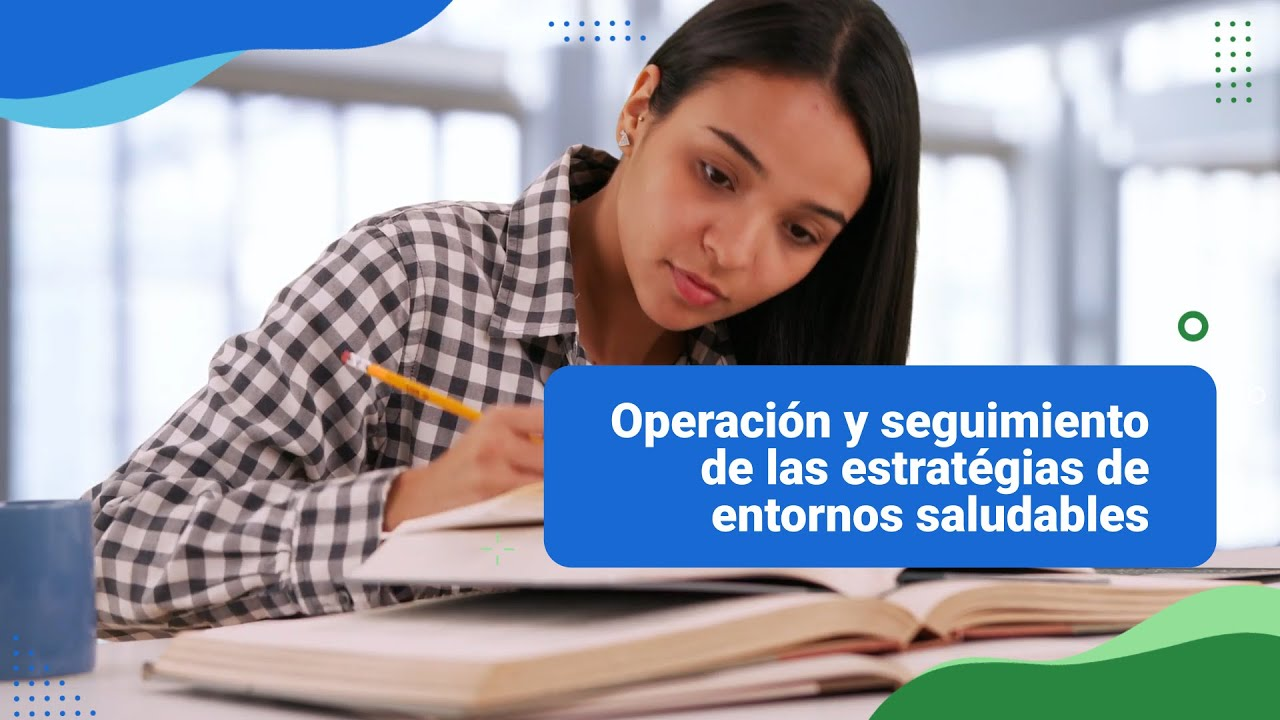 Operación y seguimiento
de las estratégias de
entornos saludables